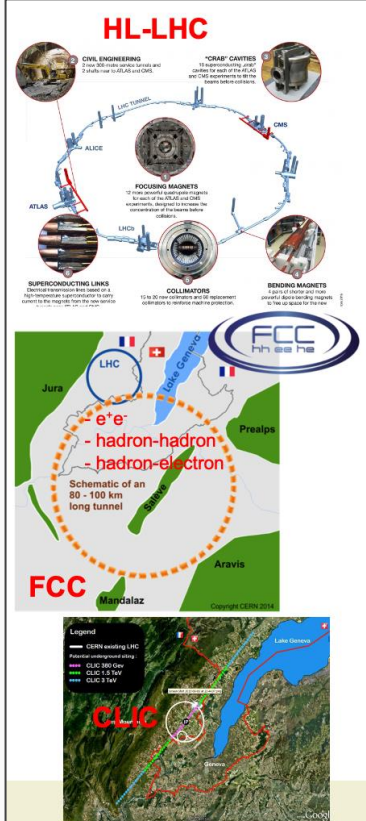 HL-LHC
CIVIL ENGINEERING
2 new 300 metre service tunnels and
2 shafts near to ATLAS and CMS.
"CRAB" CAVITIES
16 superconducting „crab"
cavities for each of the ATLAS
and CMS experiments to tilt the
beams before collisions.
LHC TUNNEL
CMS
ALICE
FOCUSING MAGNETS
12 more powerful quadrupole magnets
for each of the ATLAS and CMS
experiments, designed to increase the
concentration of the beams before
collisions.
ATLAS
LHCb
SUPERCONDUCTING LINKS
Electrical transmission lines based on a
high-temperature superconductor to carry
current to the magnets from the new service
COLLIMATORS
15 to 20 new collimators and 60 replacement
collimators to reinforce machine protection.
BENDING MAGNETS
4 pairs of shorter and more
powerful dipole bending magnets
to free up space for the new
FCC
hh ee he
LHC
Lake Geneva
Jura
- e⁺e⁻
- hadron-hadron
- hadron-electron
Prealps
Schematic of an
80 - 100 km
long tunnel
Salève
Aravis
FCC
Mandalaz
Copyright CERN 2014
Legend
CERN existing LHC
Potential underground siting :
CLIC 380 Gev
CLIC 1.5 TeV
CLIC 3 TeV
Lake Geneva
CLIC
IP
Geneva